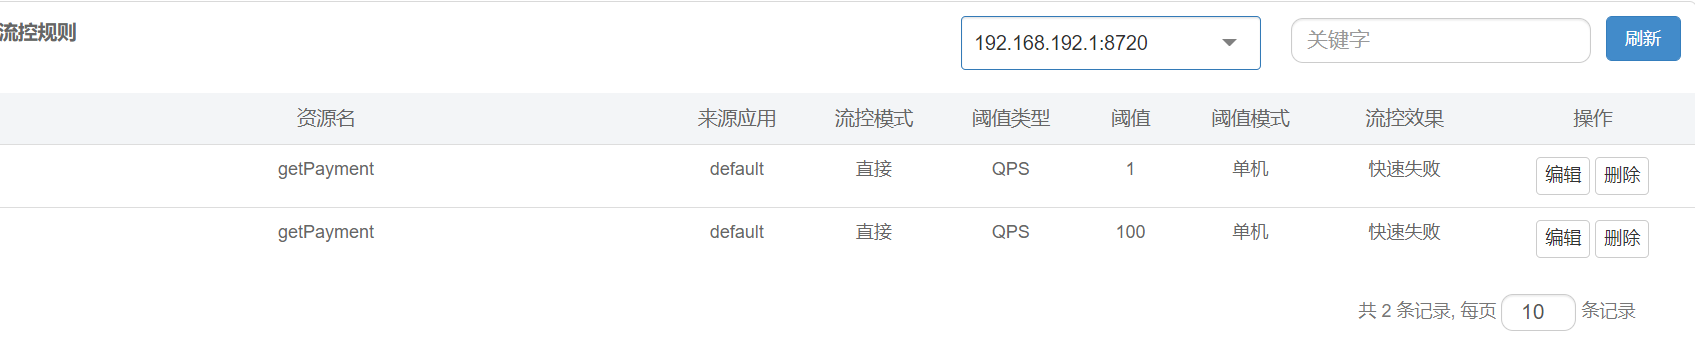 流控规则 192.168.192.1:8720 关键字 刷新
资源名 来源应用 流控模式 阈值类型 阈值 阈值模式 流控效果 操作
getPayment default 直接 QPS 1 单机 快速失败 编辑 删除
getPayment default 直接 QPS 100 单机 快速失败 编辑 删除
共 2 条记录, 每页 10 条记录